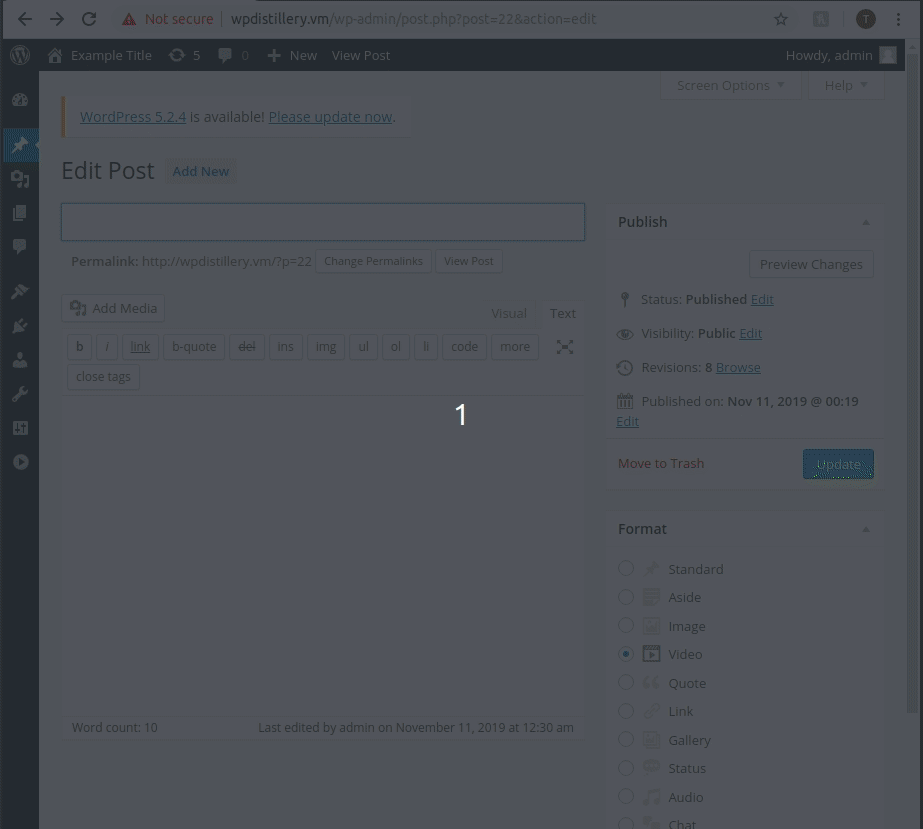 Not secure wpdistillery.vm/wp-admin/post.php?post=22&action=edit T
Example Title 5 0 New View Post Howdy, admin
Screen Options Help
WordPress 5.2.4 is available! Please update now.
Edit Post Add New
Permalink: http://wpdistillery.vm/?p=22 Change Permalinks View Post
Add Media Visual Text
b i link b-quote del ins img ul ol li code more
close tags
1
Word count: 10 Last edited by admin on November 11, 2019 at 12:30 am
Publish
Preview Changes
Status: Published Edit
Visibility: Public Edit
Revisions: 8 Browse
Published on: Nov 11, 2019 @ 00:19
Edit
Move to Trash Update
Format
Standard
Aside
Image
Video
Quote
Link
Gallery
Status
Audio
Chat